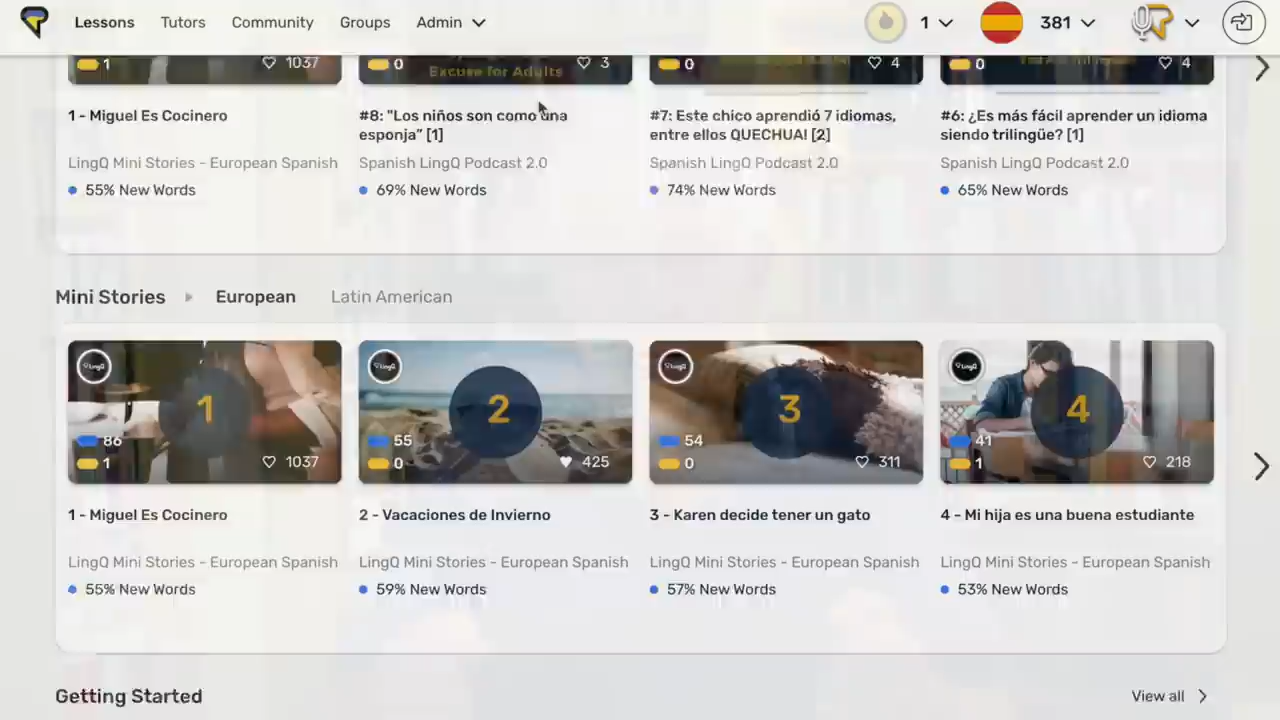 Lessons Tutors Community Groups Admin 1 381
1 1037 0 Excuse for Adults 3 0 4 0 4
1 - Miguel Es Cocinero
LingQ Mini Stories - European Spanish
55% New Words
#8: "Los niños son como una
esponja” [1]
Spanish LingQ Podcast 2.0
69% New Words
#7: Este chico aprendió 7 idiomas,
entre ellos QUECHUA! [2]
Spanish LingQ Podcast 2.0
74% New Words
#6: ¿Es más fácil aprender un idioma
siendo trilingüe? [1]
Spanish LingQ Podcast 2.0
65% New Words
Mini Stories European Latin American
LingQ
1
86
1 1037
1 - Miguel Es Cocinero
LingQ Mini Stories - European Spanish
55% New Words
LingQ
2
55
0 425
2 - Vacaciones de Invierno
LingQ Mini Stories - European Spanish
59% New Words
LingQ
3
54
0 311
3 - Karen decide tener un gato
LingQ Mini Stories - European Spanish
57% New Words
LingQ
4
41
1 218
4 - Mi hija es una buena estudiante
LingQ Mini Stories - European Spanish
53% New Words
Getting Started View all